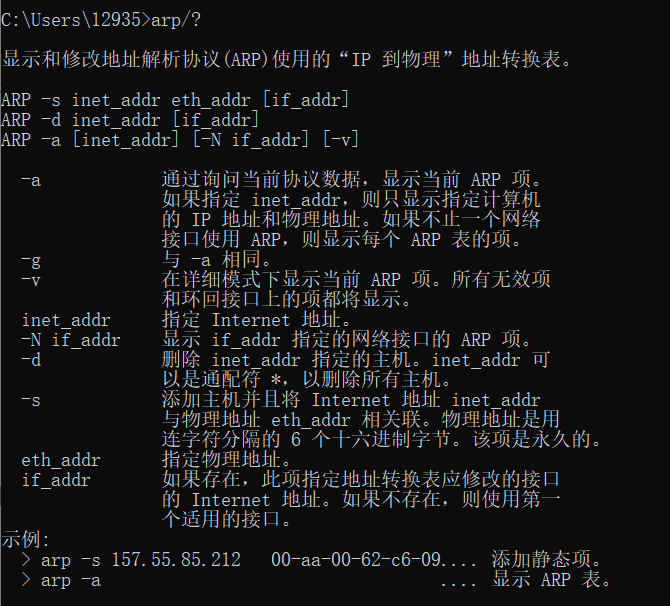 C:\Users\12935>arp/?
显示和修改地址解析协议(ARP)使用的“IP 到物理”地址转换表。
ARP -s inet_addr eth_addr [if_addr]
ARP -d inet_addr [if_addr]
ARP -a [inet_addr] [-N if_addr] [-v]
-a 通过询问当前协议数据，显示当前 ARP 项。
如果指定 inet_addr，则只显示指定计算机
的 IP 地址和物理地址。如果不止一个网络
接口使用 ARP，则显示每个 ARP 表的项。
-g 与 -a 相同。
-v 在详细模式下显示当前 ARP 项。所有无效项
和环回接口上的项都将显示。
inet_addr 指定 Internet 地址。
-N if_addr 显示 if_addr 指定的网络接口的 ARP 项。
-d 删除 inet_addr 指定的主机。inet_addr 可
以是通配符 *，以删除所有主机。
-s 添加主机并且将 Internet 地址 inet_addr
与物理地址 eth_addr 相关联。物理地址是用
连字符分隔的 6 个十六进制字节。该项是永久的。
eth_addr 指定物理地址。
if_addr 如果存在，此项指定地址转换表应修改的接口
的 Internet 地址。如果不存在，则使用第一
个适用的接口。
示例:
> arp -s 157.55.85.212 00-aa-00-62-c6-09.... 添加静态项。
> arp -a .... 显示 ARP 表。